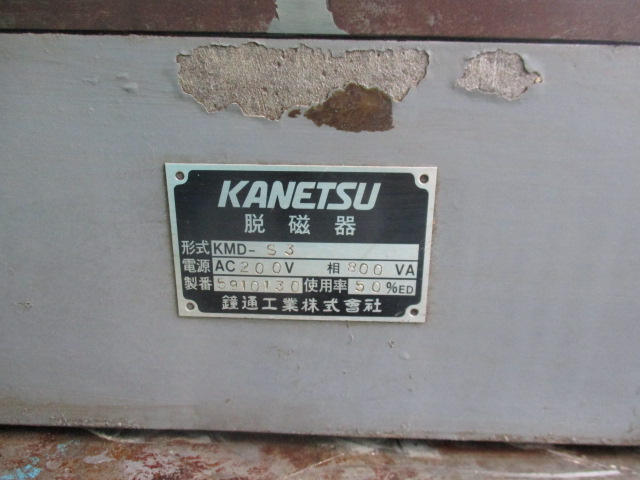 KANETSU
脱磁器
形式 KMD- S3
電源 AC200V 相 800 VA
製番 5910130 使用率 50%ED
鐘通工業株式會社